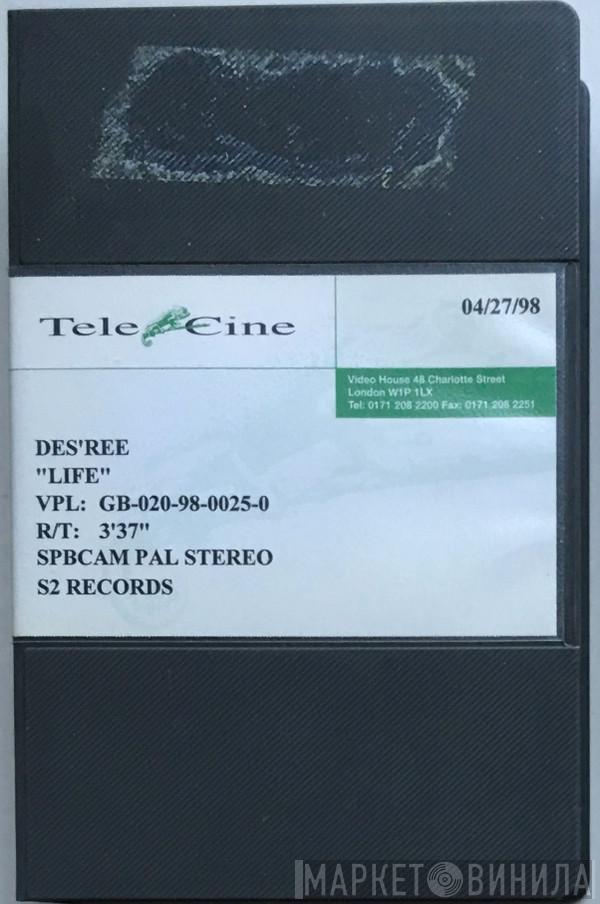 Tele Cine
04/27/98
Video House 48 Charlotte Street
London W1P 1LX
Tel: 0171 208 2200 Fax: 0171 208 2251
DES'REE
"LIFE"
VPL: GB-020-98-0025-0
R/T: 3'37"
SPBCAM PAL STEREO
S2 RECORDS
МАРКЕТ ВИНИЛА